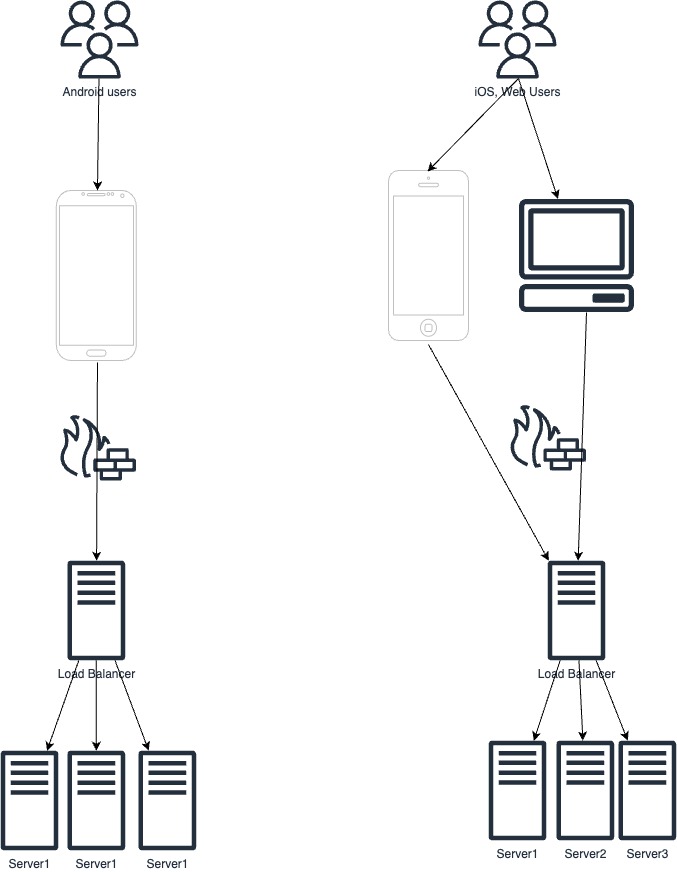 Android users
iOS, Web Users
Load Balancer
Load Balancer
Server1
Server1
Server1
Server1
Server2
Server3